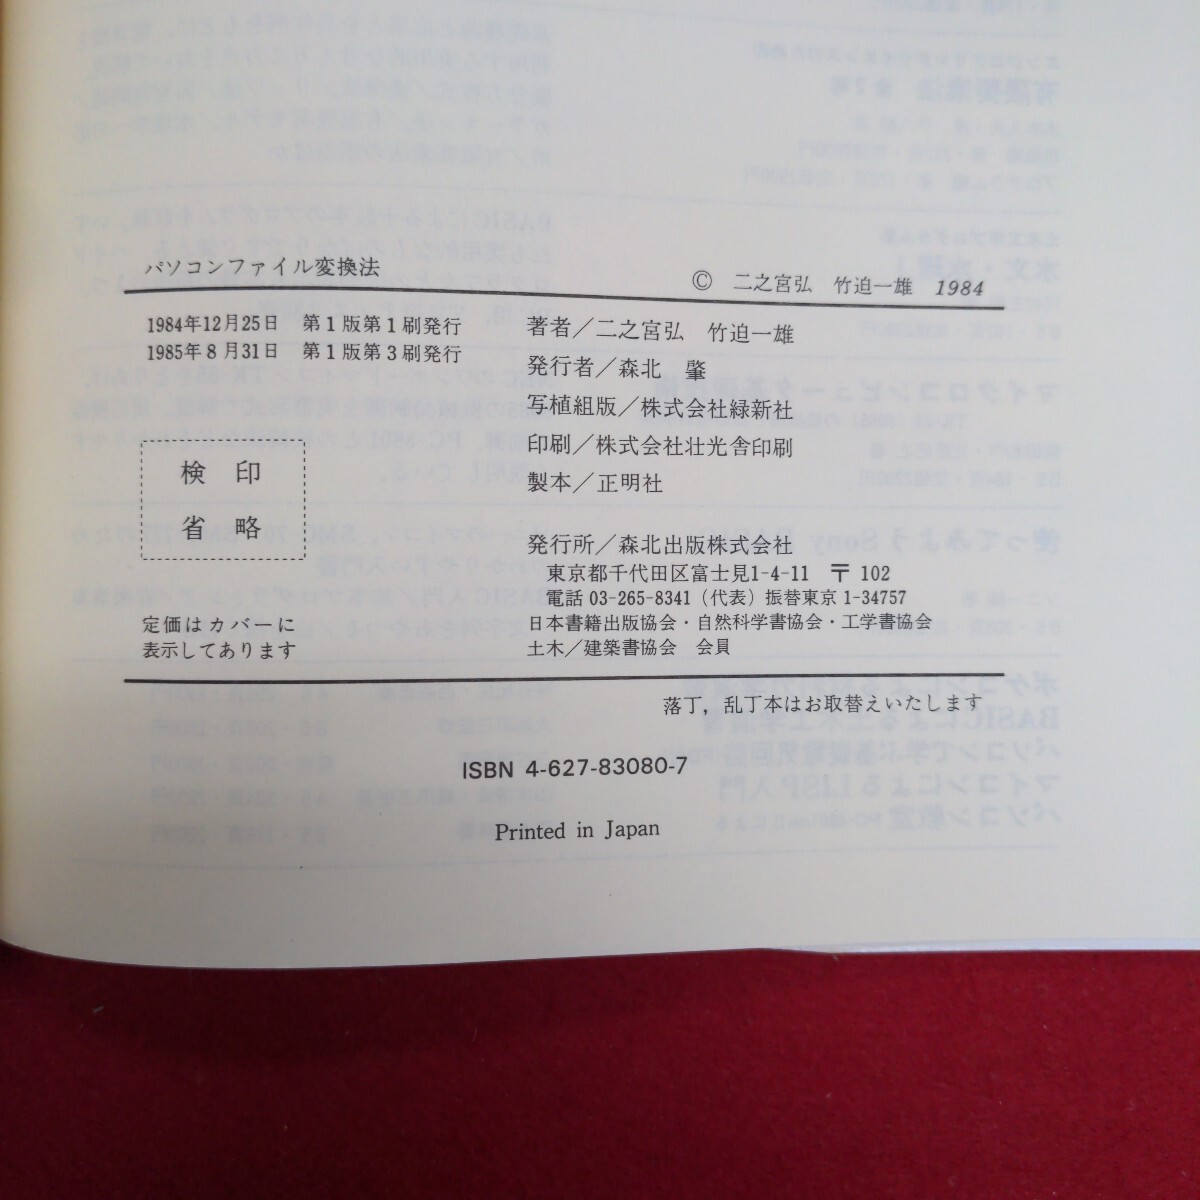 パソコンファイル変換法
© 二之宮弘 竹迫一雄 1984
1984年12月25日 第1版第1刷発行
1985年8月31日 第1版第3刷発行
検印
省略
定価はカバーに
表示してあります
著者/二之宮弘 竹迫一雄
発行者/森北 肇
写植組版/株式会社緑新社
印刷/株式会社壮光舎印刷
製本/正明社
発行所/森北出版株式会社
東京都千代田区富士見1-4-11 〒102
電話 03-265-8341(代表)振替東京1-34757
日本書籍出版協会・自然科学書協会・工学書協会
土木/建築書協会 会員
落丁,乱丁本はお取替えいたします
ISBN 4-627-83080-7
Printed in Japan